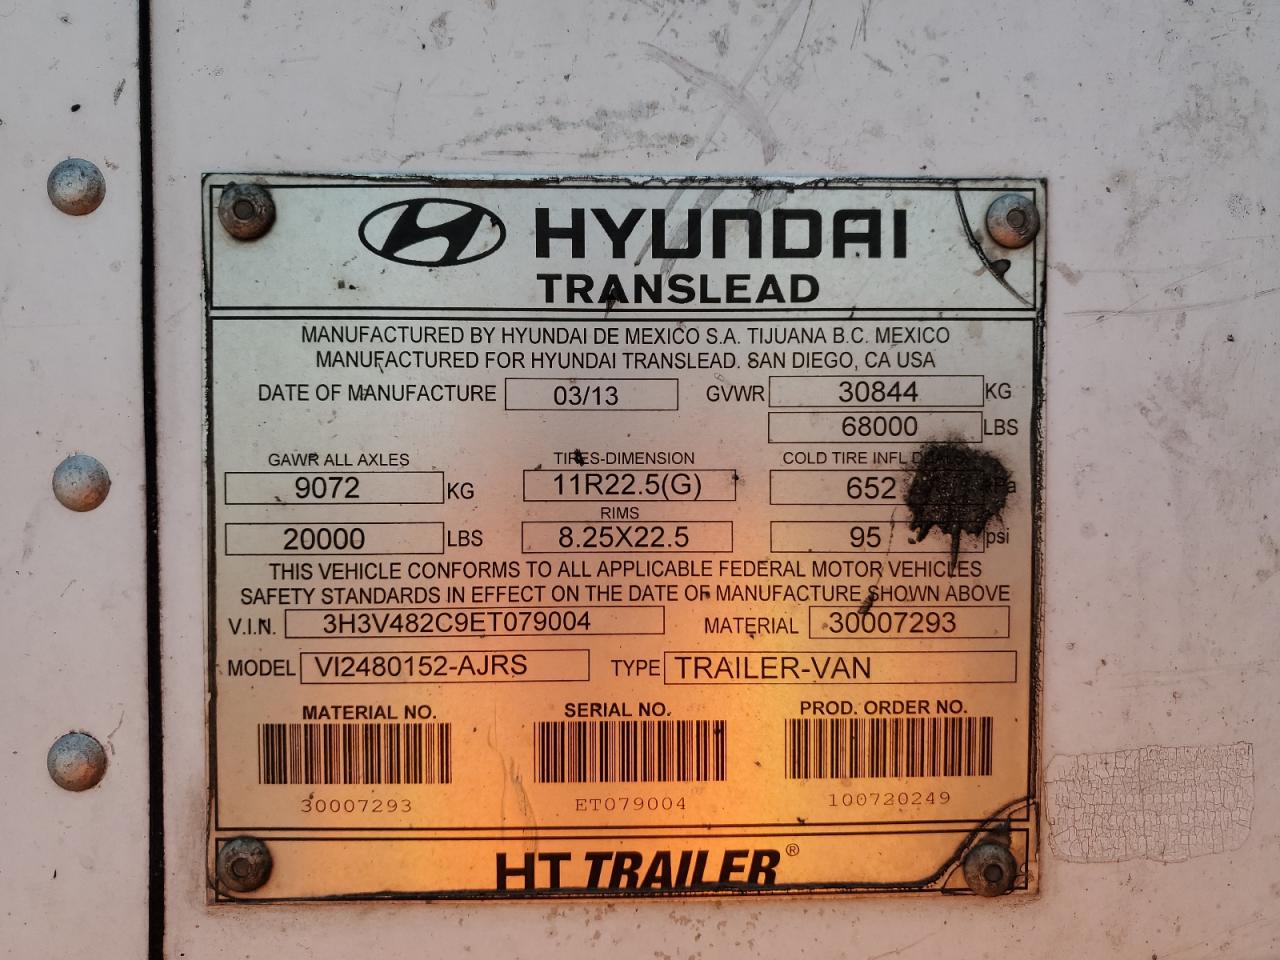 HYUNDAI
TRANSLEAD
MANUFACTURED BY HYUNDAI DE MEXICO S.A. TIJUANA B.C. MEXICO
MANUFACTURED FOR HYUNDAI TRANSLEAD. SAN DIEGO, CA USA
DATE OF MANUFACTURE 03/13 GVWR 30844 KG
68000 LBS
GAWR ALL AXLES TIRES-DIMENSION COLD TIRE
9072 KG 11R22.5(G) 652
RIMS
20000 LBS 8.25X22.5 95 psi
THIS VEHICLE CONFORMS TO ALL APPLICABLE FEDERAL MOTOR VEHICLES
SAFETY STANDARDS IN EFFECT ON THE DATE OF MANUFACTURE SHOWN ABOVE
V.I.N. 3H3V482C9ET079004 MATERIAL 30007293
MODEL VI2480152-AJRS TYPE TRAILER-VAN
MATERIAL NO. SERIAL NO. PROD. ORDER NO.
30007293 ET079004 100720249
HT TRAILER®